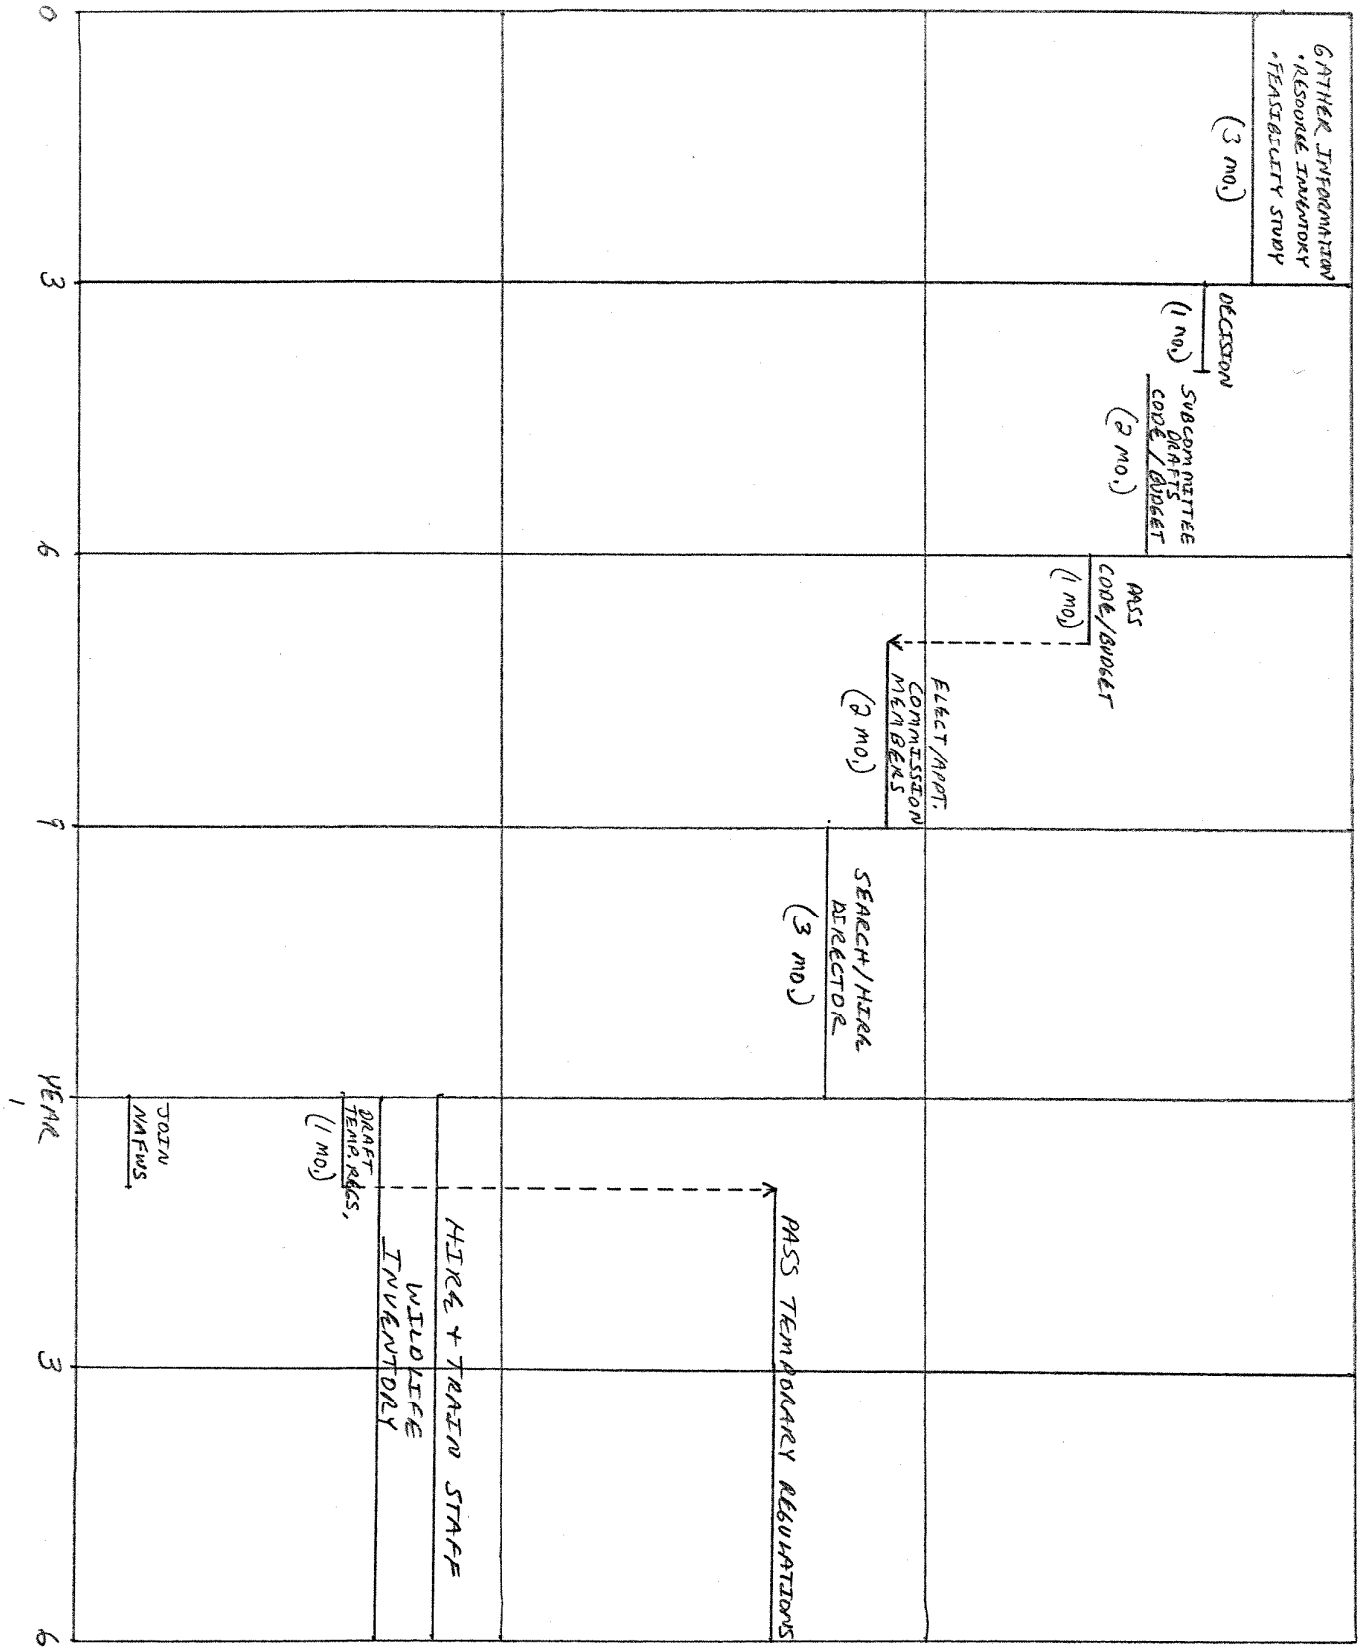 GATHER INFORMATION
• RESOURCE INVENTORY
• FEASIBILITY STUDY
(3 MO.)
DECISION
(1 MO.)
SUBCOMMITTEE
DRAFTS
CODE/BUDGET
(2 MO.)
PASS
CODE/BUDGET
(1 MO.)
ELECT/APPT.
COMMISSION
MEMBERS
(2 MO.)
SEARCH/HIRE
DIRECTOR
(3 MO.)
PASS TEMPORARY REGULATIONS
HIRE + TRAIN STAFF
WILDLIFE
INVENTORY
DRAFT
TEMP. REGS.
(1 MO.)
JOIN
NAFWS
0
3
6
9
YEAR
1
3
6